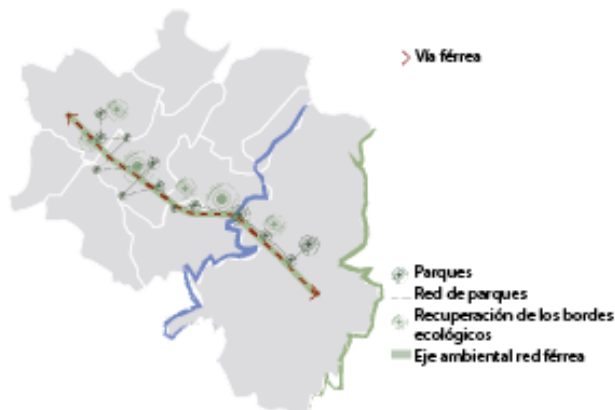 Vía férrea
Parques
Red de parques
Recuperación de los bordes
ecológicos
Eje ambiental red férrea